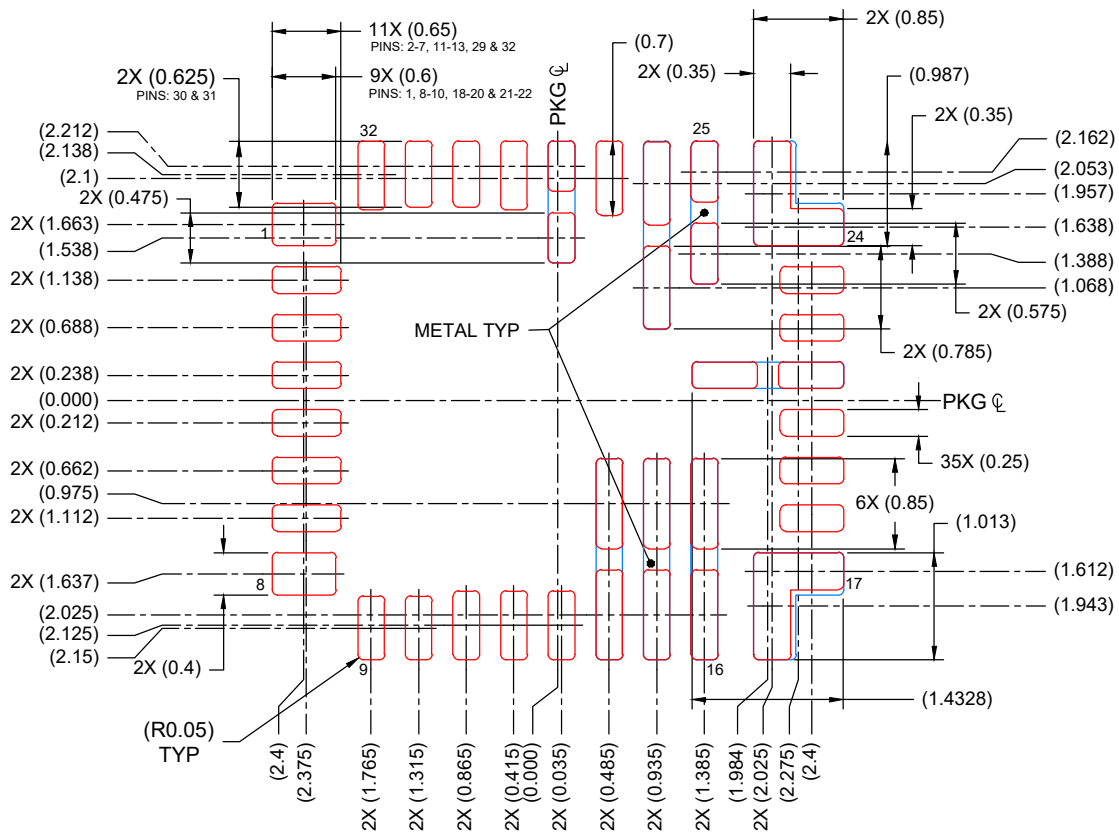 11X (0.65)
PINS: 2-7, 11-13, 29 & 32
2X (0.85)
(0.7)
2X (0.625)
PINS: 30 & 31
9X (0.6)
PINS: 1, 8-10, 18-20 & 21-22
PKG ℄
2X (0.35)
(0.987)
2X (0.35)
(2.212)
(2.138)
(2.1)
2X (0.475)
2X (1.663)
(1.538)
2X (1.138)
2X (0.688)
2X (0.238)
(0.000)
2X (0.212)
2X (0.662)
(0.975)
2X (1.112)
2X (1.637)
(2.025)
(2.125)
(2.15)
2X (0.4)
32
25
1
24
8
17
9
16
METAL TYP
(2.162)
(2.053)
(1.957)
(1.638)
(1.388)
(1.068)
2X (0.575)
2X (0.785)
PKG ℄
35X (0.25)
6X (0.85)
(1.013)
(1.612)
(1.943)
(1.4328)
(R0.05)
TYP
(2.4)
(2.375)
2X (1.765)
2X (1.315)
2X (0.865)
2X (0.415)
(0.000)
2X (0.035)
2X (0.485)
2X (0.935)
2X (1.385)
(1.984)
2X (2.025)
(2.275)
(2.4)